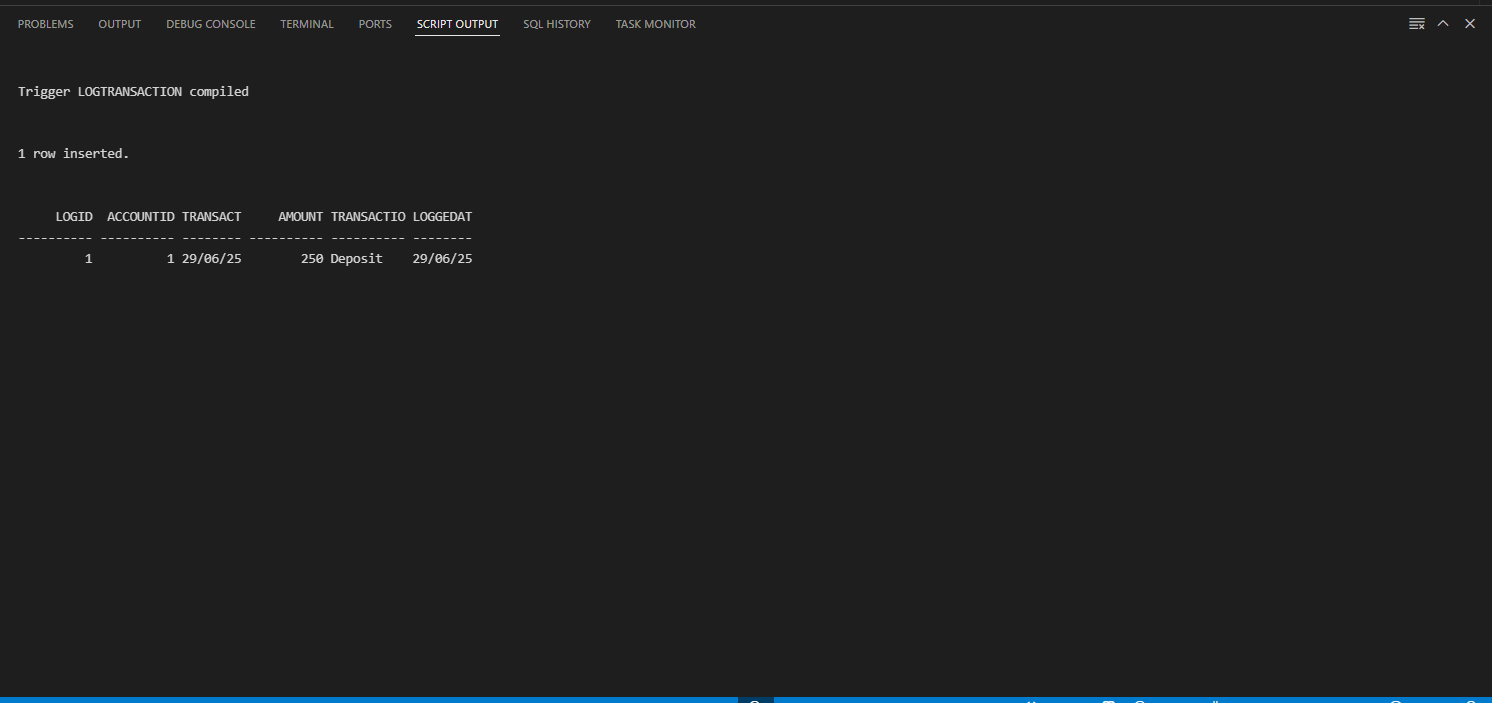 PROBLEMS OUTPUT DEBUG CONSOLE TERMINAL PORTS SCRIPT OUTPUT SQL HISTORY TASK MONITOR
Trigger LOGTRANSACTION compiled
1 row inserted.
LOGID ACCOUNTID TRANSACT AMOUNT TRANSACTIO LOGGEDAT
---------- ---------- -------- ---------- ---------- --------
1 1 29/06/25 250 Deposit 29/06/25